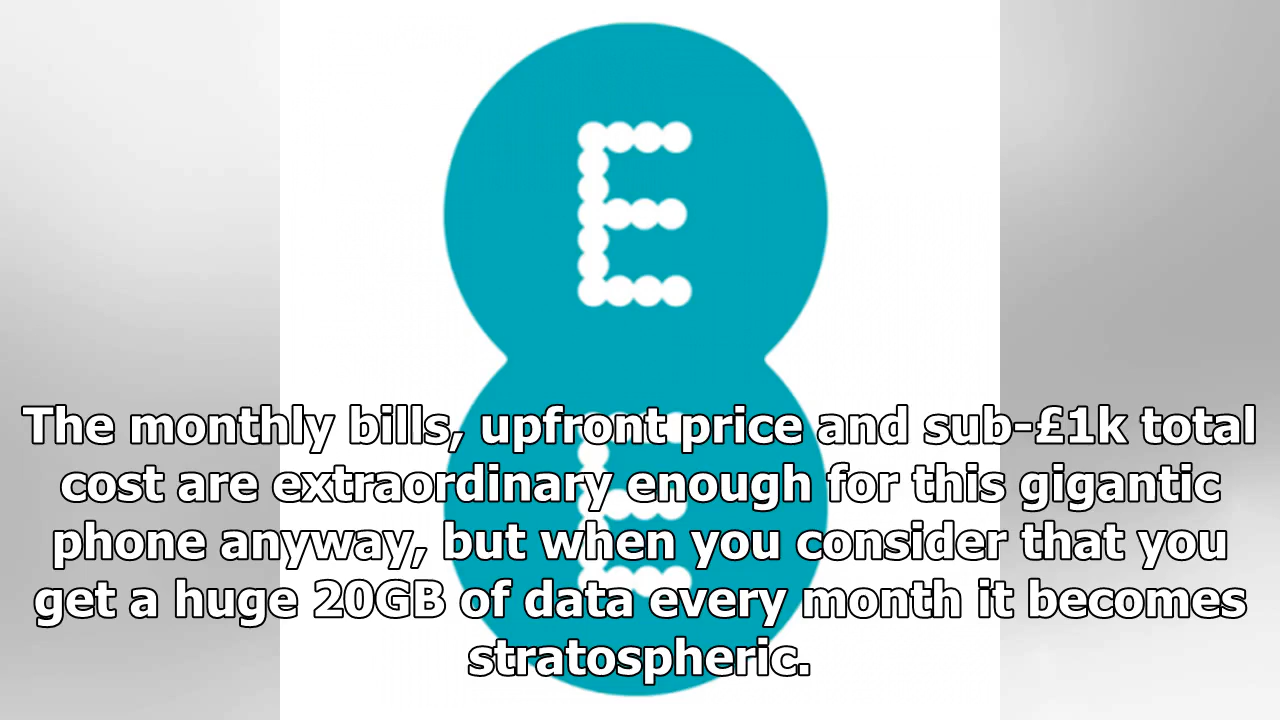 E
E
The monthly bills, upfront price and sub-£1k total
cost are extraordinary enough for this gigantic
phone anyway, but when you consider that you
get a huge 20GB of data every month it becomes
stratospheric.